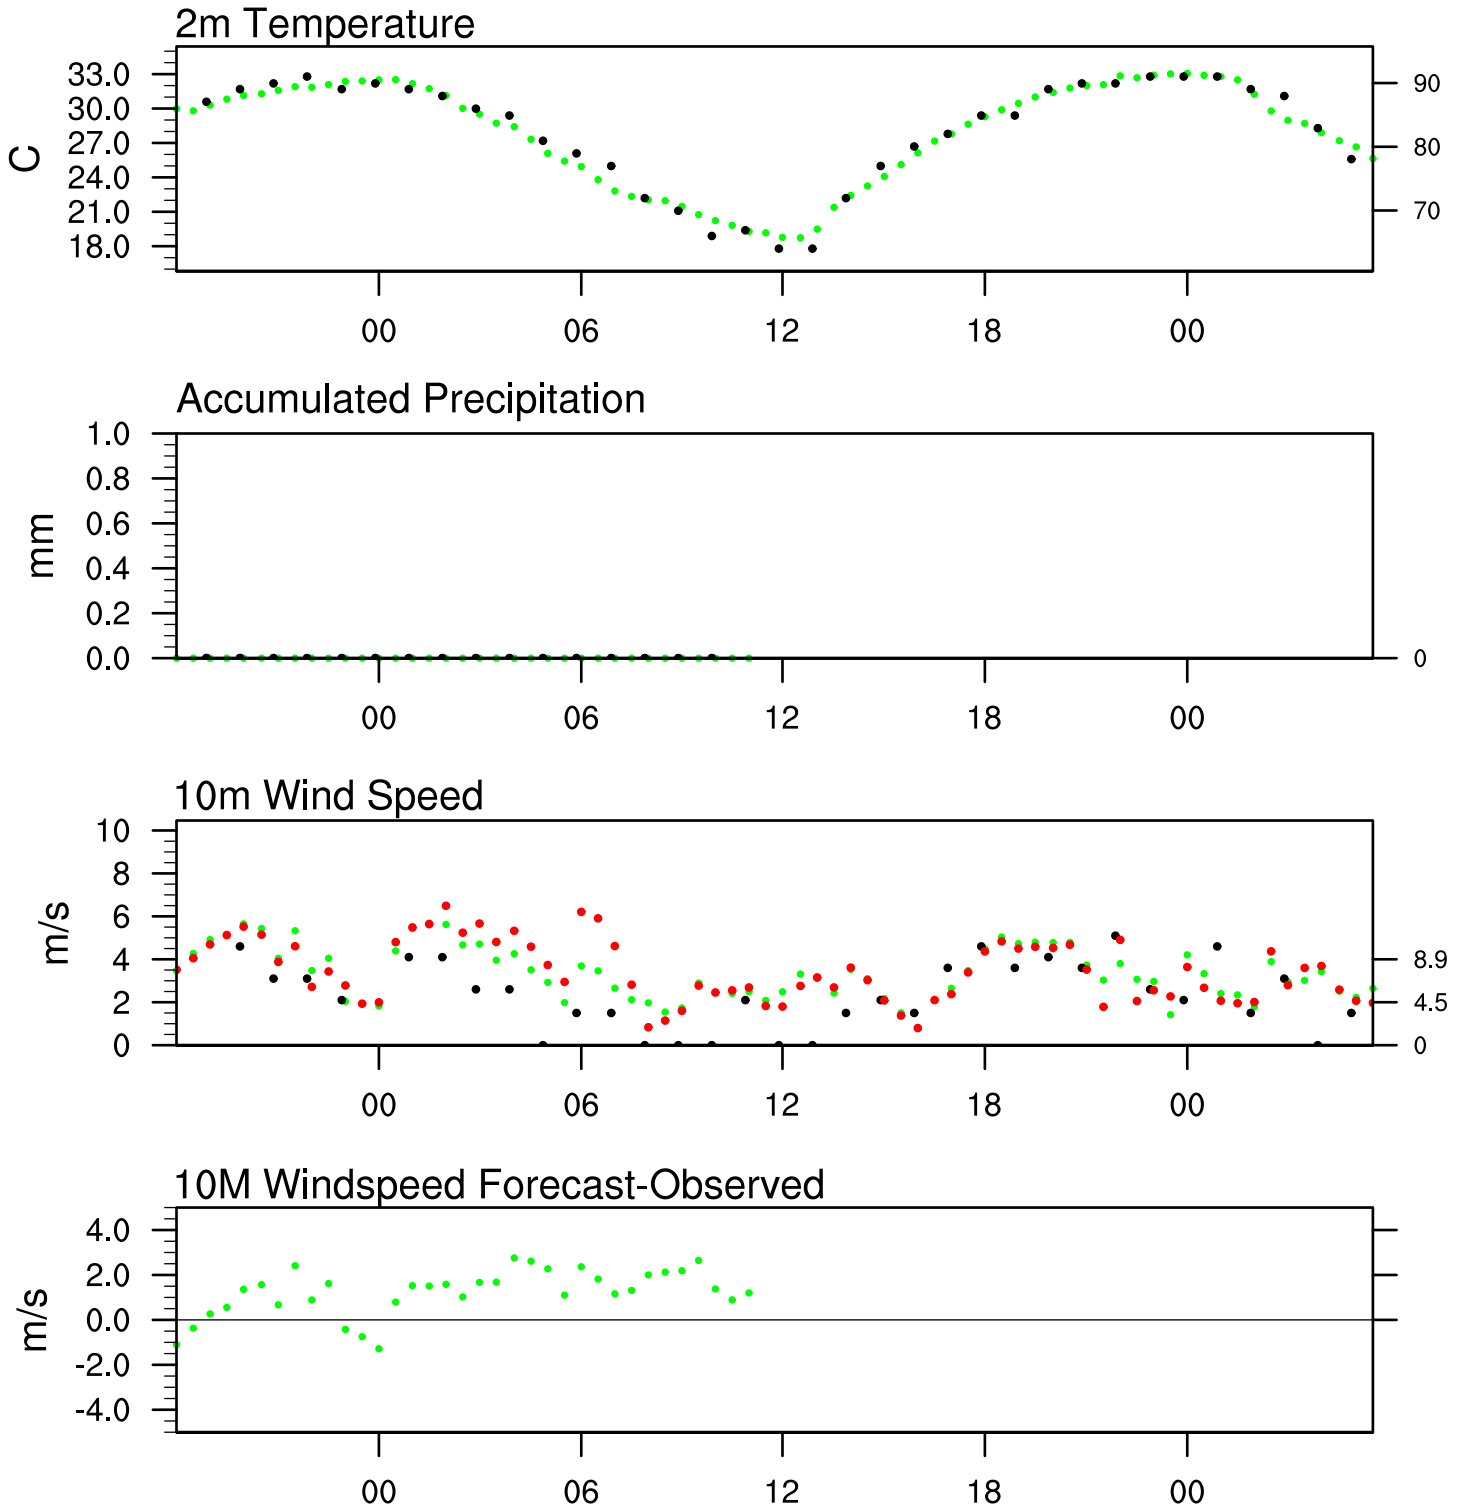 2m Temperature
33.0
30.0
27.0
24.0
21.0
18.0
C
90
80
70
00 06 12 18 00
Accumulated Precipitation
1.0
0.8
0.6
0.4
0.2
0.0
mm
0
00 06 12 18 00
10m Wind Speed
10
8
6
4
2
0
m/s
8.9
4.5
0
00 06 12 18 00
10M Windspeed Forecast-Observed
4.0
2.0
0.0
-2.0
-4.0
m/s
00 06 12 18 00